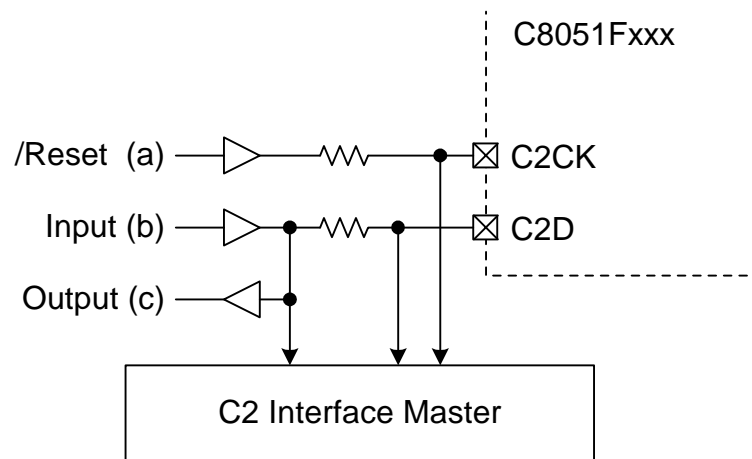 C8051Fxxx
/Reset (a)
C2CK
Input (b)
C2D
Output (c)
C2 Interface Master